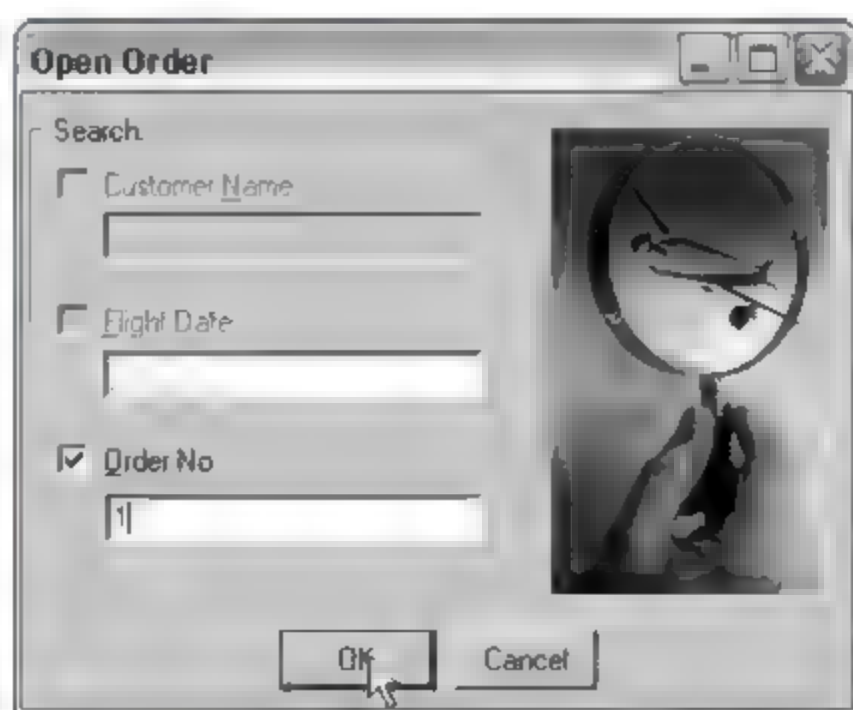 Open Order
Search
Customer Name
Flight Date
Order No
1
OK
Cancel